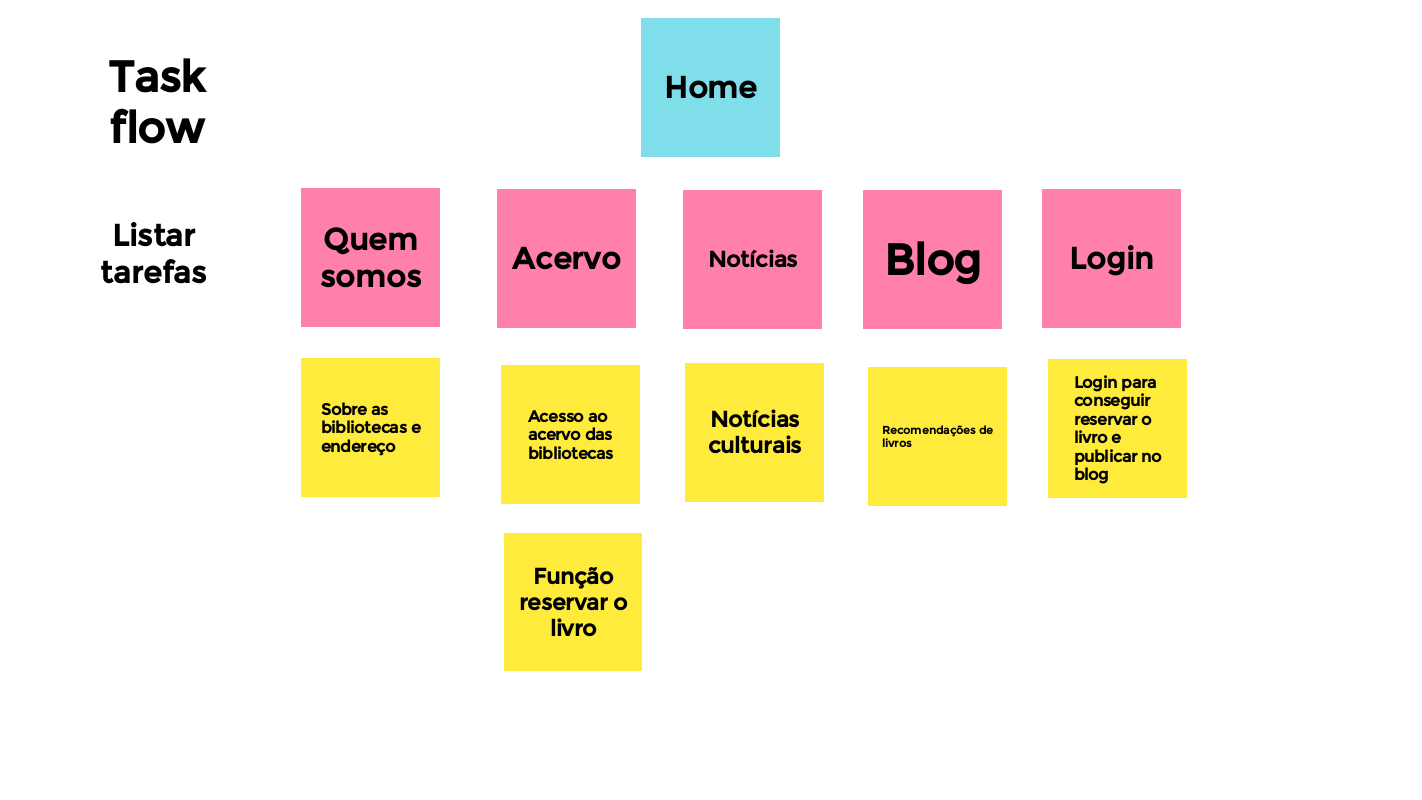 Task
flow
Home
Listar
tarefas
Quem
somos
Acervo
Notícias
Blog
Login
Sobre as
bibliotecas e
endereço
Acesso ao
acervo das
bibliotecas
Notícias
culturais
Recomendações de
livros
Login para
conseguir
reservar o
livro e
publicar no
blog
Função
reservar o
livro